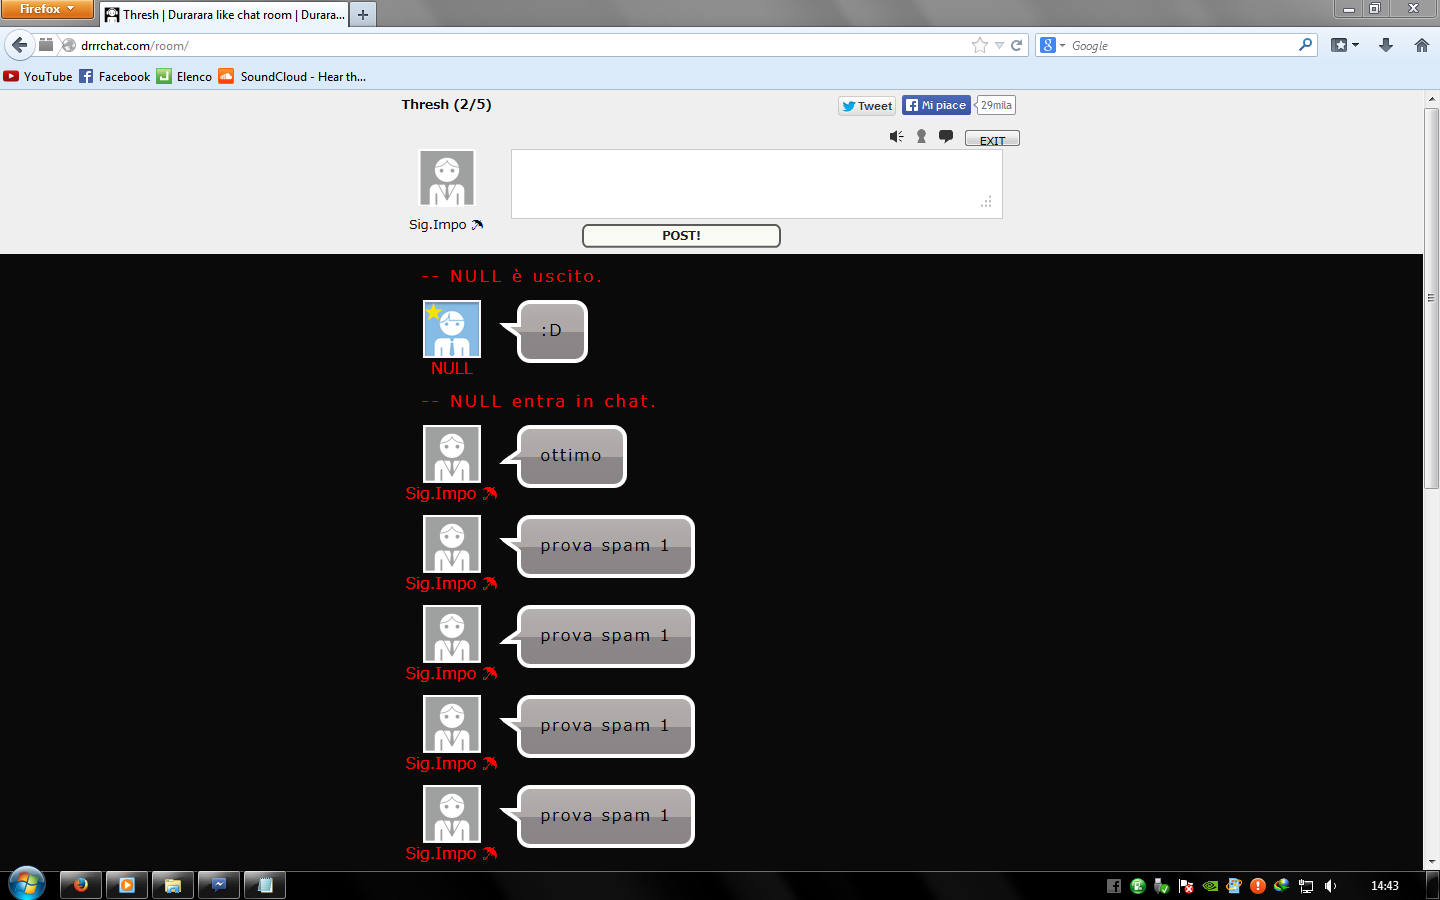 Firefox
Thresh | Durarara like chat room | Durara...
drrrchat.com/room/
Google
YouTube
Facebook
Elenco
SoundCloud - Hear th...
Thresh (2/5)
Tweet
Mi piace
29mila
EXIT
Sig.Impo ☂
POST!
-- NULL è uscito.
:D
NULL
-- NULL entra in chat.
ottimo
Sig.Impo ☂
prova spam 1
Sig.Impo ☂
prova spam 1
Sig.Impo ☂
prova spam 1
Sig.Impo ☂
prova spam 1
Sig.Impo ☂
14:43